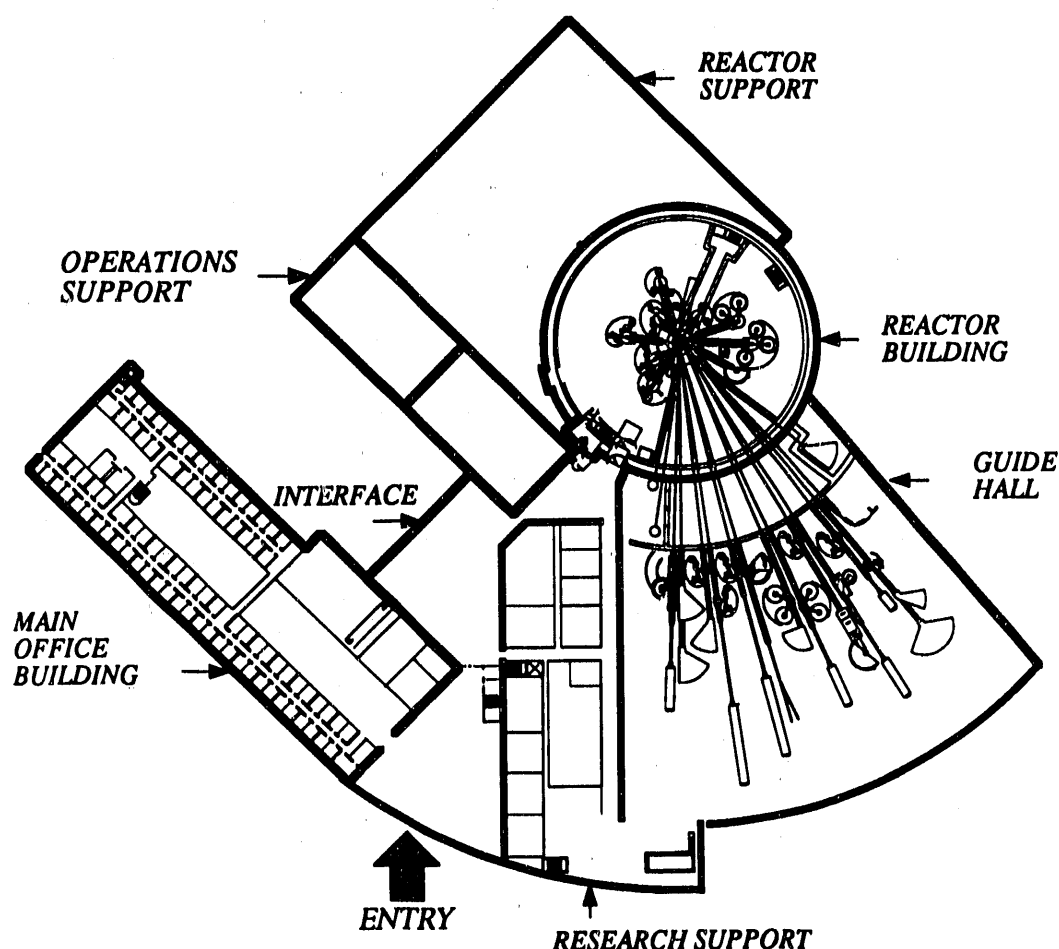 REACTOR
SUPPORT
OPERATIONS
SUPPORT
REACTOR
BUILDING
GUIDE
HALL
INTERFACE
MAIN
OFFICE
BUILDING
ENTRY
RESEARCH SUPPORT